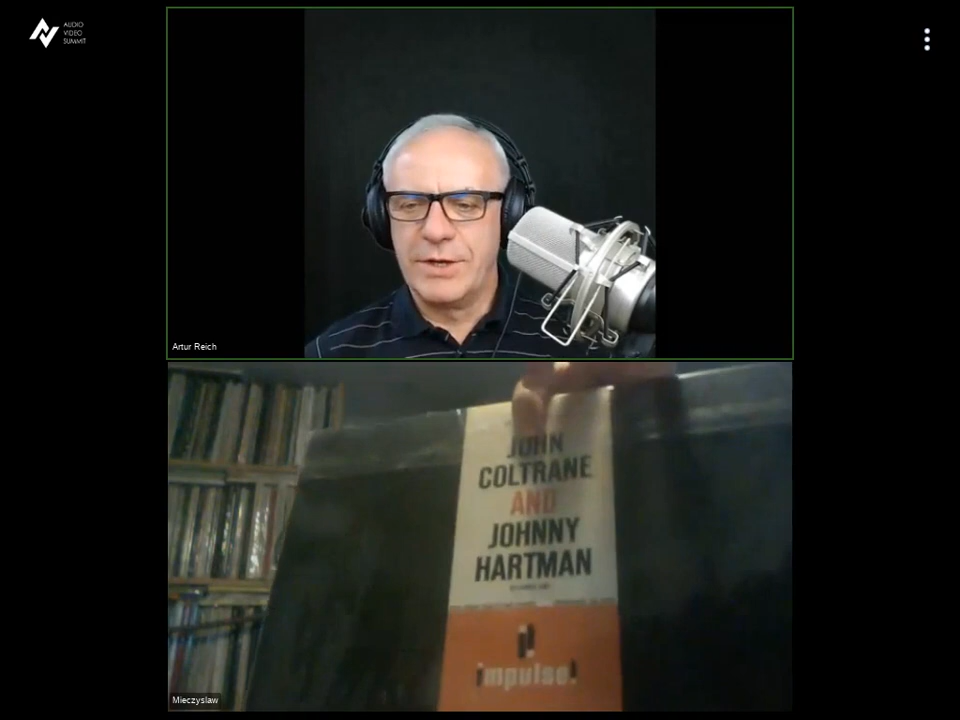 AUDIO
VIDEO
SUMMIT
Artur Reich
JOHN
COLTRANE
AND
JOHNNY
HARTMAN
impulse!
Mieczyslaw